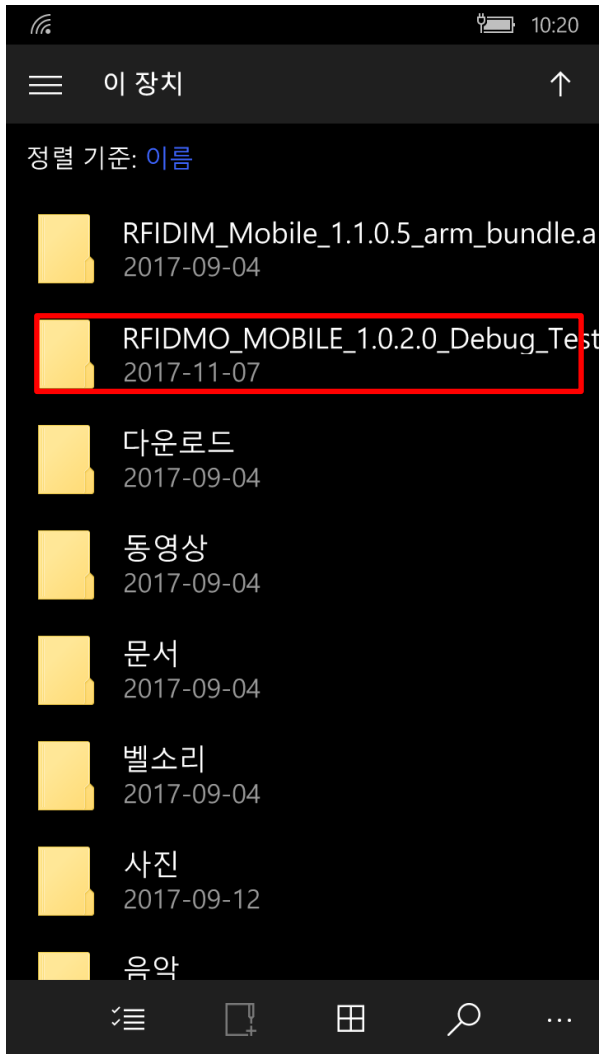 10:20
이 장치
정렬 기준: 이름
RFIDIM_Mobile_1.1.0.5_arm_bundle.a
2017-09-04
RFIDMO_MOBILE_1.0.2.0_Debug_Test
2017-11-07
다운로드
2017-09-04
동영상
2017-09-04
문서
2017-09-04
벨소리
2017-09-04
사진
2017-09-12
음악